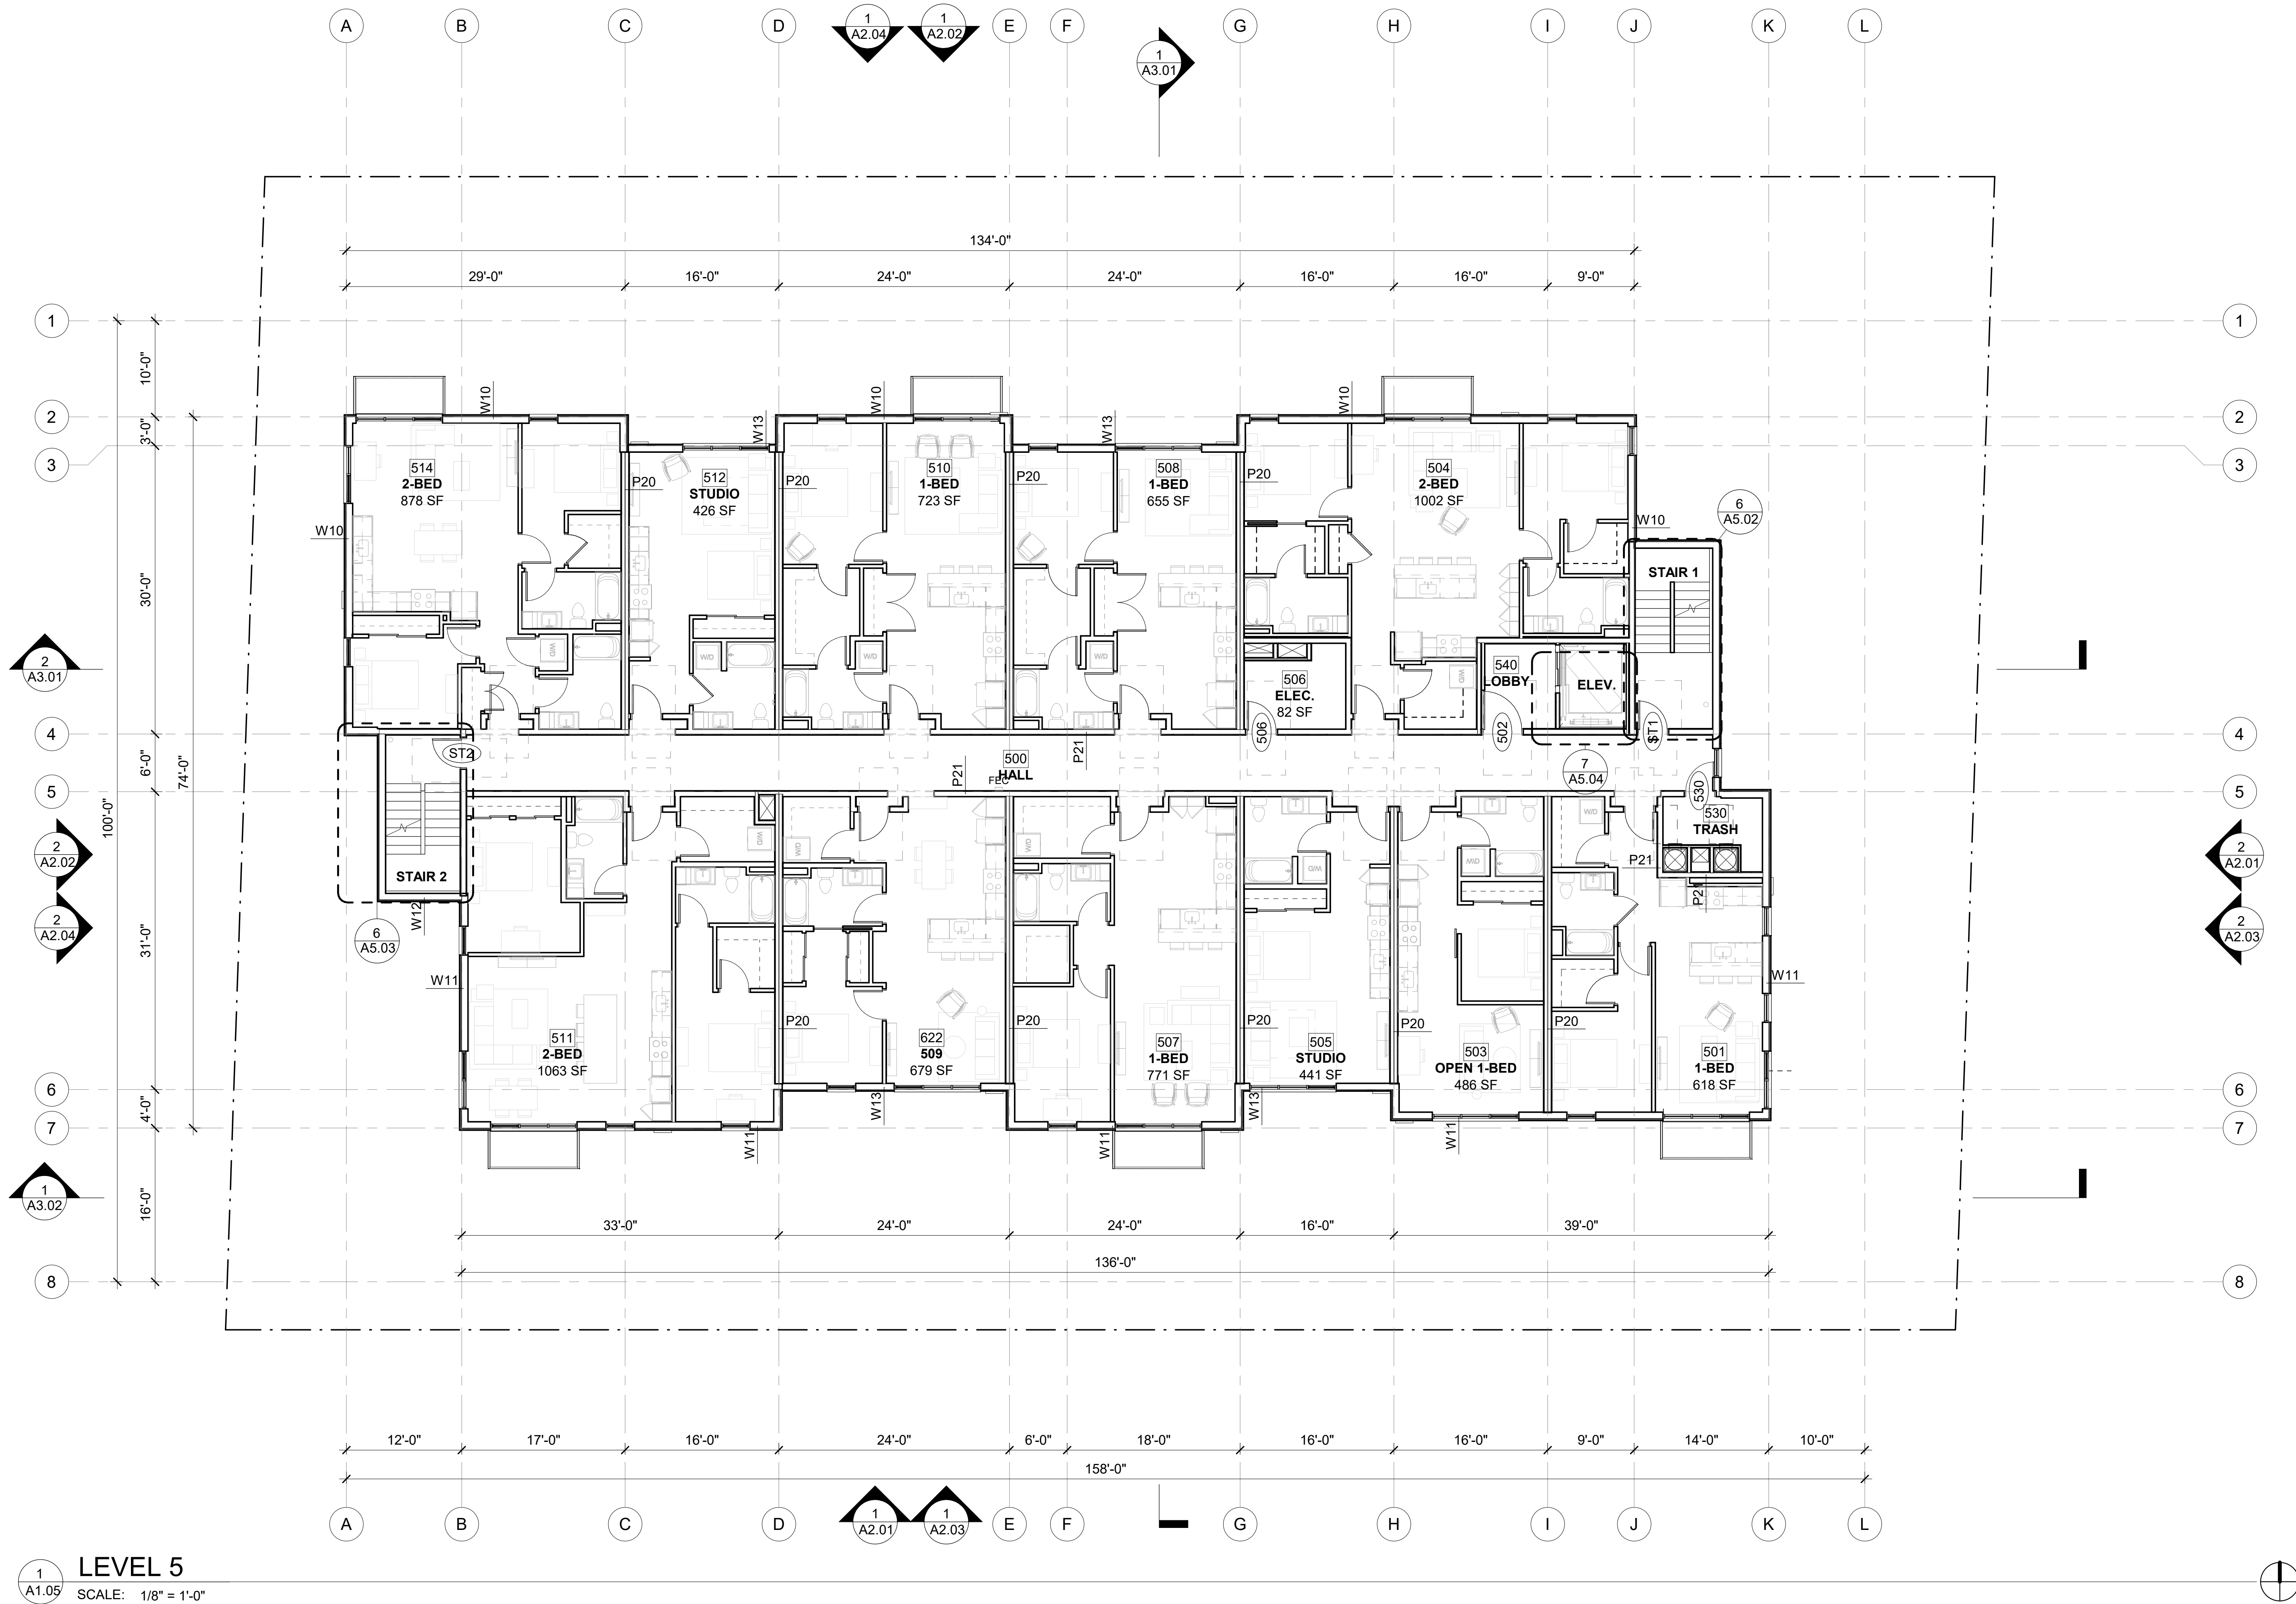 A B C D E F G H I J K L
1
A2.04
1
A2.02
1
A3.01
134'-0"
29'-0" 16'-0" 24'-0" 24'-0" 16'-0" 16'-0" 9'-0"
1 1
10'-0"
2 2
3'-0"
3 3
30'-0"
4 4
6'-0"
5 5
31'-0"
6 6
4'-0"
7 7
16'-0"
8 8
100'-0"
74'-0"
W10 W13 W10 W13 W10
514
2-BED
878 SF
P20
512
STUDIO
426 SF
P20
510
1-BED
723 SF
P20
508
1-BED
655 SF
P20
504
2-BED
1002 SF
W10
W10
6
A5.02
STAIR 1
W/D
W/D
W/D
W/D
W/D
506
ELEC.
82 SF
540
LOBBY
ELEV.
2
A3.01
ST2
506
502
ST1
P21
P21
500
HALL
FEC
7
A5.04
530
530
TRASH
W/D
W/D
W/D
W/D
W/D
W/D
P21
P21
2
A2.02
2
A2.04
2
A2.01
2
A2.03
STAIR 2
W12
6
A5.03
W11
W11
511
2-BED
1063 SF
P20
622
509
679 SF
P20
507
1-BED
771 SF
P20
505
STUDIO
441 SF
P20
503
OPEN 1-BED
486 SF
P20
501
1-BED
618 SF
W11 W13 W11 W13 W11
1
A3.02
33'-0" 24'-0" 24'-0" 16'-0" 39'-0"
136'-0"
12'-0" 17'-0" 16'-0" 24'-0" 6'-0" 18'-0" 16'-0" 16'-0" 9'-0" 14'-0" 10'-0"
158'-0"
A B C D E F G H I J K L
1
A2.01
1
A2.03
1
A1.05
LEVEL 5
SCALE: 1/8" = 1'-0"